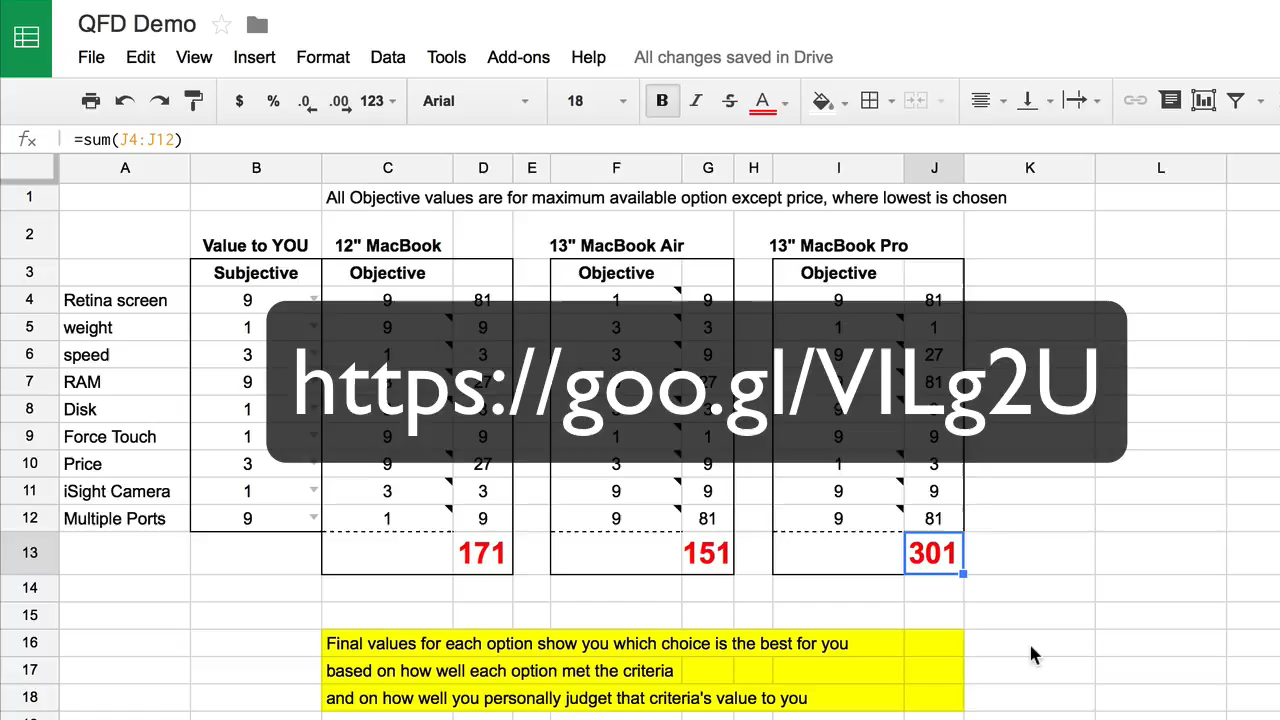 QFD Demo
File Edit View Insert Format Data Tools Add-ons Help All changes saved in Drive
$ % .0 .00 123 Arial 18 B I S A
fx =sum(J4:J12)
A B C D E F G H I J K L
1 All Objective values are for maximum available option except price, where lowest is chosen
2 Value to YOU 12" MacBook 13" MacBook Air 13" MacBook Pro
3 Subjective Objective Objective Objective
4 Retina screen 9 9 81 1 9 9 81
5 weight 1 9 9 3 3 1 1
6 speed 3 1 3 3 9 9 27
7 RAM 9 27 27 81
https://goo.gl/VILg2U
8 Disk 1
9 Force Touch 1 9 9 1 1 9 9
10 Price 3 9 27 3 9 1 3
11 iSight Camera 1 3 3 9 9 9 9
12 Multiple Ports 9 1 9 9 81 9 81
13 171 151 301
14
15
16 Final values for each option show you which choice is the best for you
17 based on how well each option met the criteria
18 and on how well you personally judget that criteria's value to you